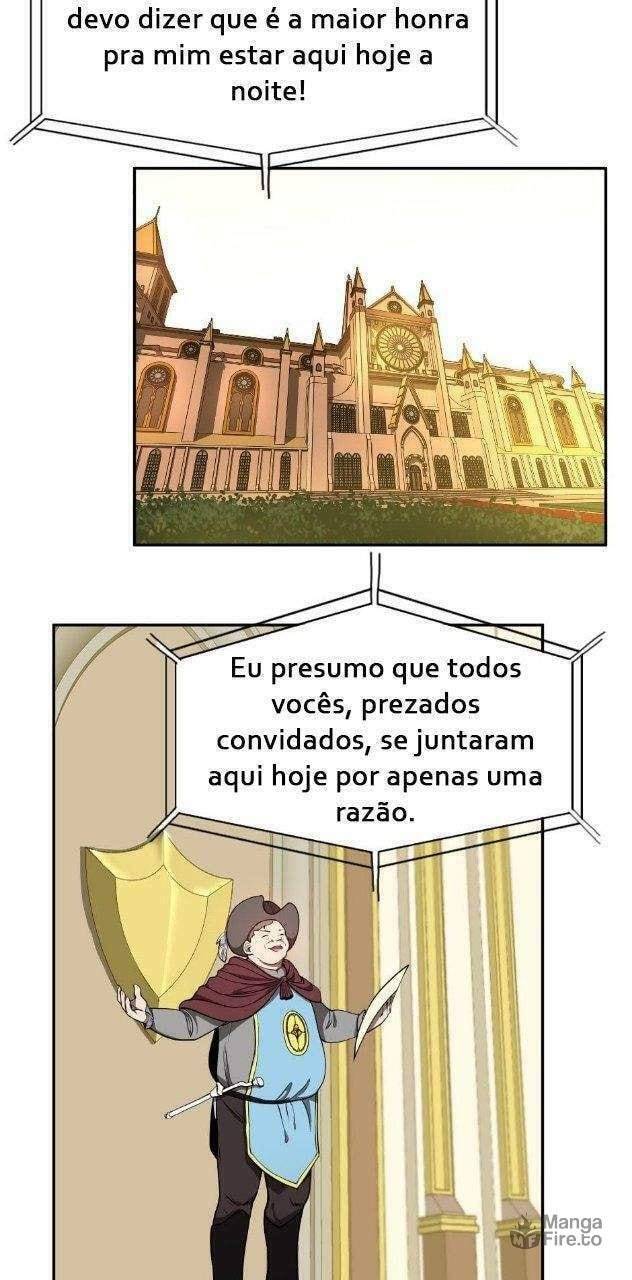 devo dizer que é a maior honra
pra mim estar aqui hoje a
noite!
Eu presumo que todos
vocês, prezados
convidados, se juntaram
aqui hoje por apenas uma
razão.
Manga
Fire.to